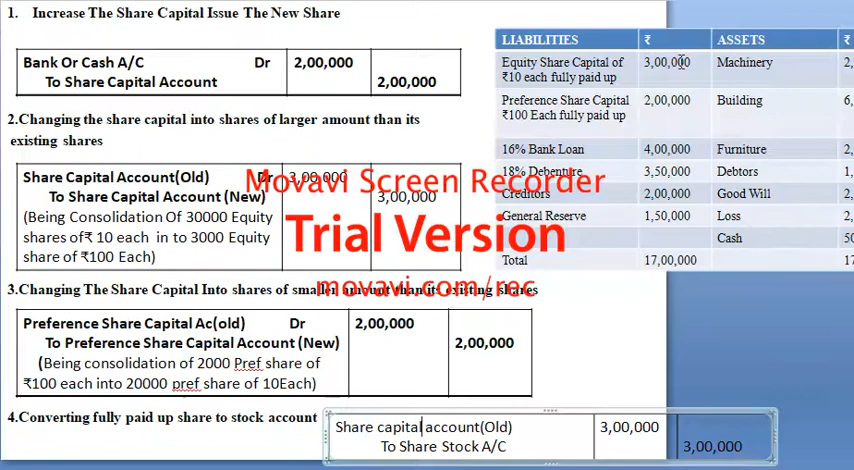 1. Increase The Share Capital Issue The New Share
Bank Or Cash A/C Dr 2,00,000
To Share Capital Account 2,00,000
2.Changing the share capital into shares of larger amount than its
existing shares
Share Capital Account(Old) Dr 3,00,000
To Share Capital Account (New) 3,00,000
(Being Consolidation Of 30000 Equity
shares of₹ 10 each in to 3000 Equity
share of ₹100 Each)
3.Changing The Share Capital Into shares of smaller amount than its existing shares
Preference Share Capital Ac(old) Dr 2,00,000
To Preference Share Capital Account (New) 2,00,000
(Being consolidation of 2000 Pref share of
₹100 each into 20000 pref share of 10Each)
4.Converting fully paid up share to stock account
Share capital account(Old) 3,00,000
To Share Stock A/C 3,00,000
LIABILITIES ₹ ASSETS ₹
Equity Share Capital of 3,00,000 Machinery 2,
₹10 each fully paid up
Preference Share Capital 2,00,000 Building 6,
₹100 Each fully paid up
16% Bank Loan 4,00,000 Furniture 2,
18% Debenture 3,50,000 Debtors 1,
Creditors 2,00,000 Good Will 2,
General Reserve 1,50,000 Loss 2,
Cash 50
Total 17,00,000 17
Movavi Screen Recorder
Trial Version
movavi.com/rec